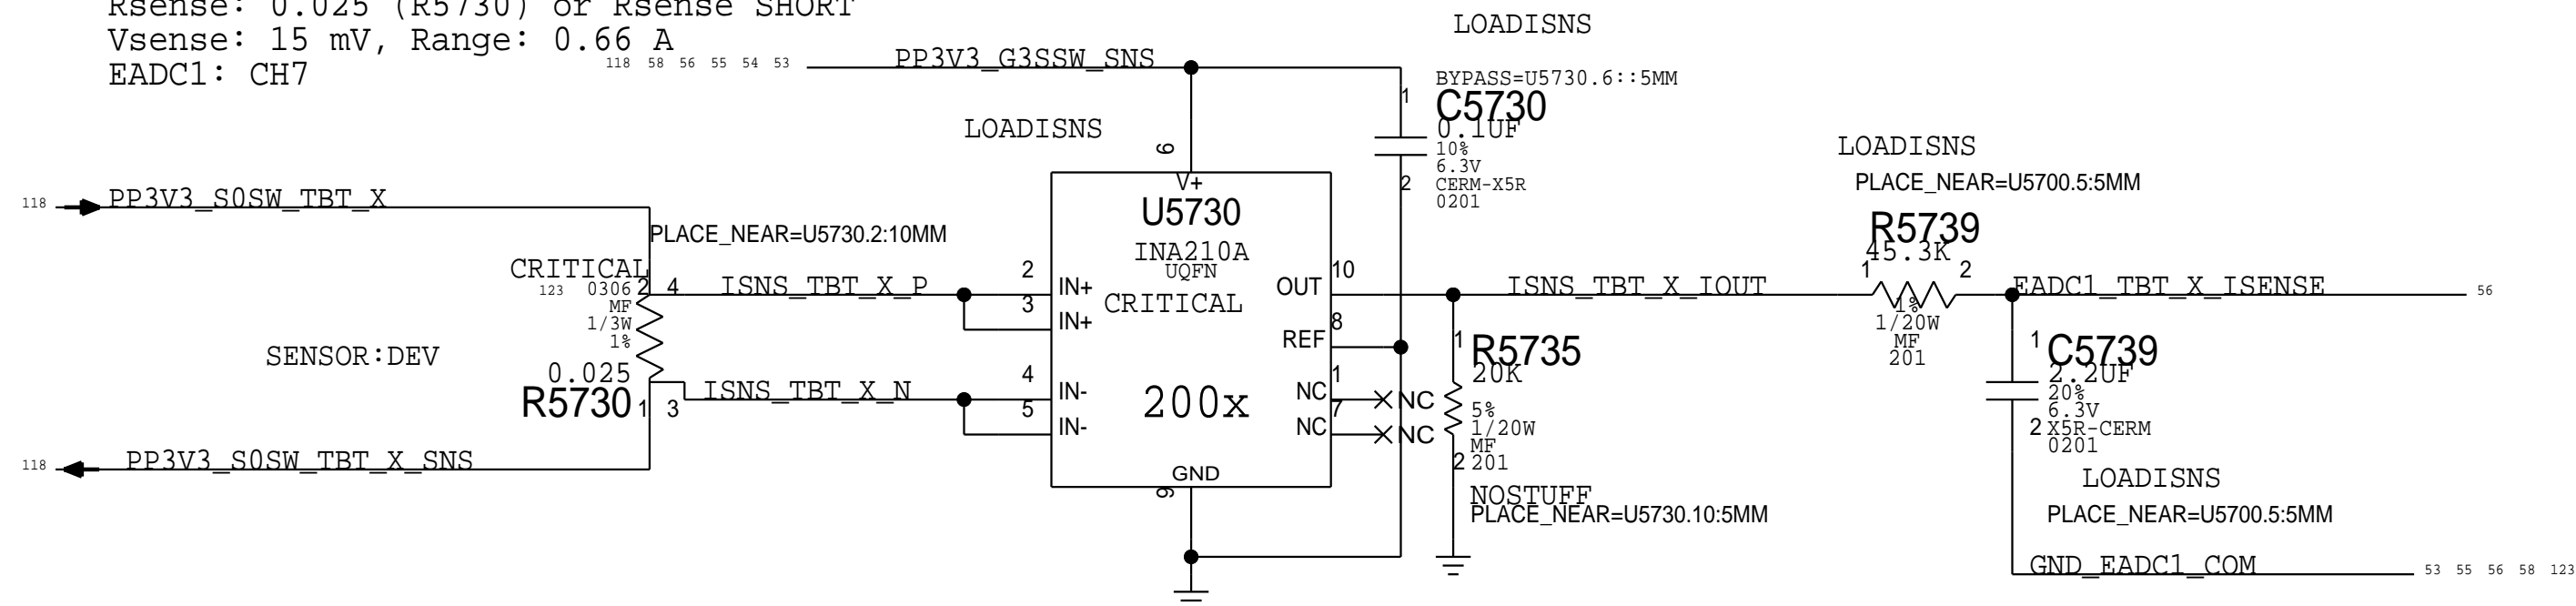 Rsense: 0.025 (R5730) or Rsense SHORT
Vsense: 15 mV, Range: 0.66 A
EADC1: CH7
118 58 56 55 54 53
PP3V3_G3SSW_SNS
LOADISNS
BYPASS=U5730.6::5MM
1
C5730
0.1UF
10%
6.3V
CERM-X5R
0201
2
LOADISNS
6
V+
U5730
INA210A
UQFN
CRITICAL
200x
2
IN+
3
IN+
4
IN-
5
IN-
10
OUT
8
REF
1
NC
NC
7
NC
NC
GND
9
118
PP3V3_S0SW_TBT_X
PLACE_NEAR=U5730.2:10MM
CRITICAL
123
0306
2
4
ISNS_TBT_X_P
MF
1/3W
1%
SENSOR:DEV
0.025
R5730
1
3
ISNS_TBT_X_N
118
PP3V3_S0SW_TBT_X_SNS
ISNS_TBT_X_IOUT
1
R5735
20K
5%
1/20W
MF
201
2
NOSTUFF
PLACE_NEAR=U5730.10:5MM
LOADISNS
PLACE_NEAR=U5700.5:5MM
R5739
45.3K
1
2
1%
1/20W
MF
201
EADC1_TBT_X_ISENSE
56
1
C5739
2.2UF
20%
6.3V
2
X5R-CERM
0201
LOADISNS
PLACE_NEAR=U5700.5:5MM
GND_EADC1_COM
53 55 56 58 123